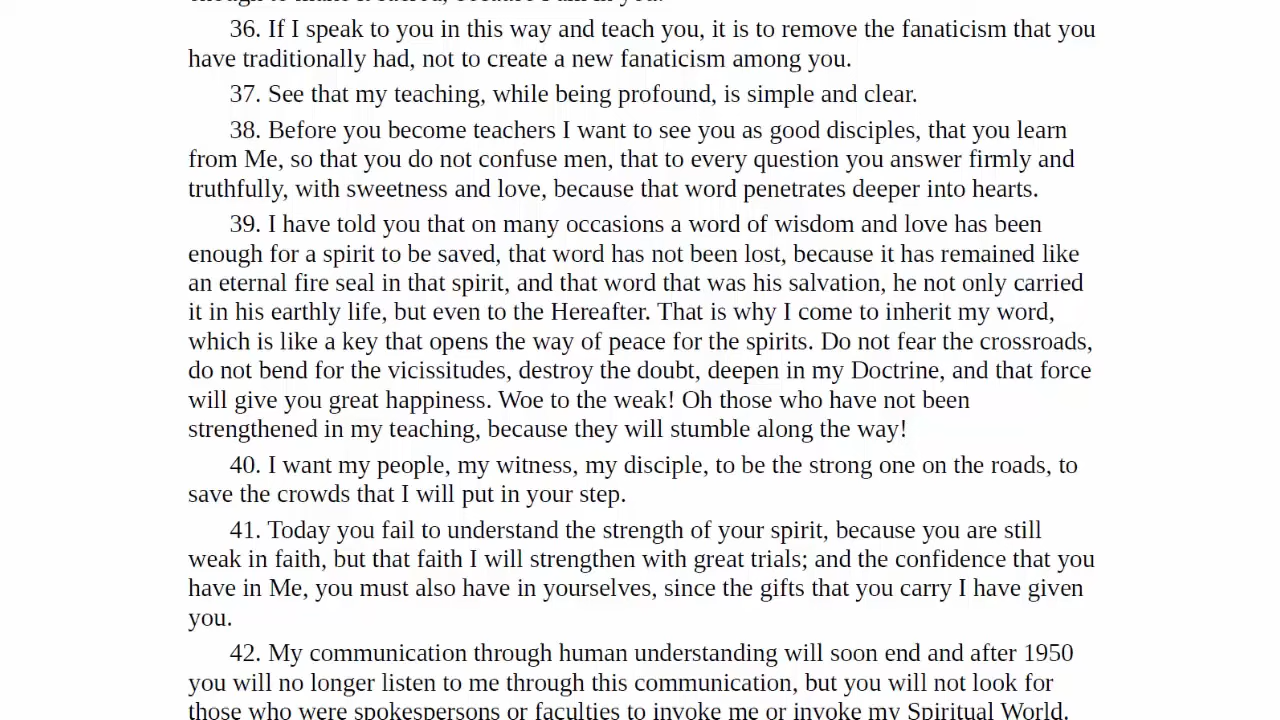 enough to make it sacred, because I am in you.
36. If I speak to you in this way and teach you, it is to remove the fanaticism that you
have traditionally had, not to create a new fanaticism among you.
37. See that my teaching, while being profound, is simple and clear.
38. Before you become teachers I want to see you as good disciples, that you learn
from Me, so that you do not confuse men, that to every question you answer firmly and
truthfully, with sweetness and love, because that word penetrates deeper into hearts.
39. I have told you that on many occasions a word of wisdom and love has been
enough for a spirit to be saved, that word has not been lost, because it has remained like
an eternal fire seal in that spirit, and that word that was his salvation, he not only carried
it in his earthly life, but even to the Hereafter. That is why I come to inherit my word,
which is like a key that opens the way of peace for the spirits. Do not fear the crossroads,
do not bend for the vicissitudes, destroy the doubt, deepen in my Doctrine, and that force
will give you great happiness. Woe to the weak! Oh those who have not been
strengthened in my teaching, because they will stumble along the way!
40. I want my people, my witness, my disciple, to be the strong one on the roads, to
save the crowds that I will put in your step.
41. Today you fail to understand the strength of your spirit, because you are still
weak in faith, but that faith I will strengthen with great trials; and the confidence that you
have in Me, you must also have in yourselves, since the gifts that you carry I have given
you.
42. My communication through human understanding will soon end and after 1950
you will no longer listen to me through this communication, but you will not look for
those who were spokespersons or faculties to invoke me or invoke my Spiritual World.